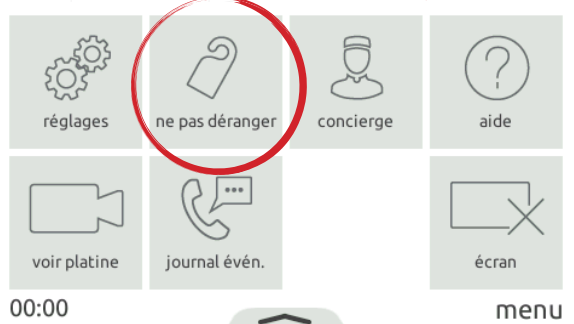 réglages
ne pas déranger
concierge
aide
voir platine
journal évén.
écran
00:00
menu